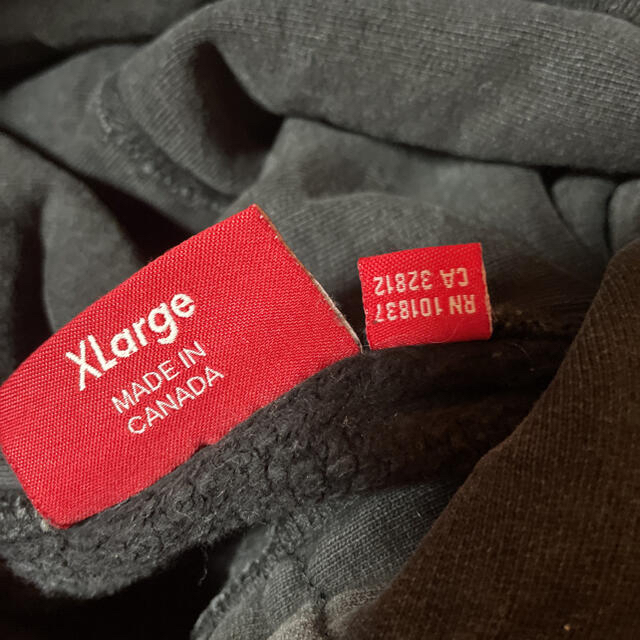 XLarge
MADE IN
CANADA
RN 101837
CA 32812